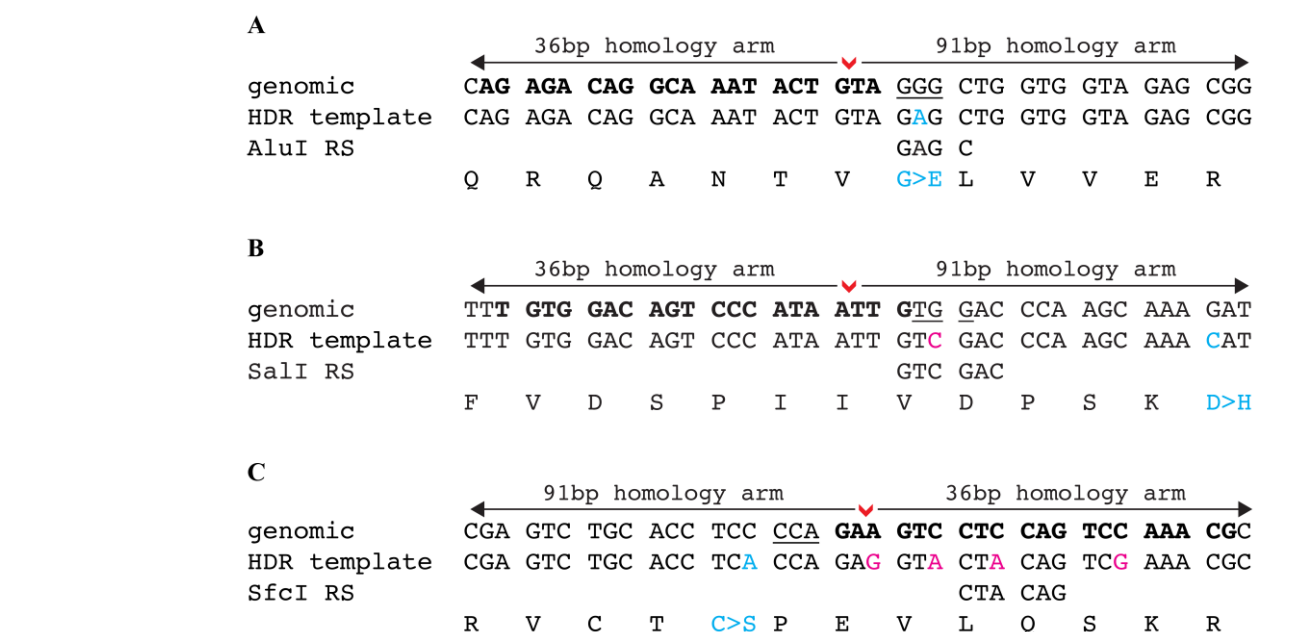 A
36bp homology arm 91bp homology arm
genomic CAG AGA CAG GCA AAT ACT GTA GGG CTG GTG GTA GAG CGG
HDR template CAG AGA CAG GCA AAT ACT GTA GAG CTG GTG GTA GAG CGG
AluI RS GAG C
Q R Q A N T V G>E L V V E R
B
36bp homology arm 91bp homology arm
genomic TTT GTGG GAC AGT CCC ATA ATT GTG GAC CCA AGC AAA GAT
HDR template TTT GTG GAC AGT CCC ATA ATT GTC GAC CCA AGC AAA CAT
SalI RS GTC GAC
F V D S P I I V D P S K D>H
C
91bp homology arm 36bp homology arm
genomic CGA GTC TGC ACC TCC CCA GAA GTC CTC CAG TCC AAA CGC
HDR template CGA GTC TGC ACC TCA CCA GAG GTA CTA CAG TCG AAA CGC
SfcI RS CTA CAG
R V C T C>S P E V L Q S K R